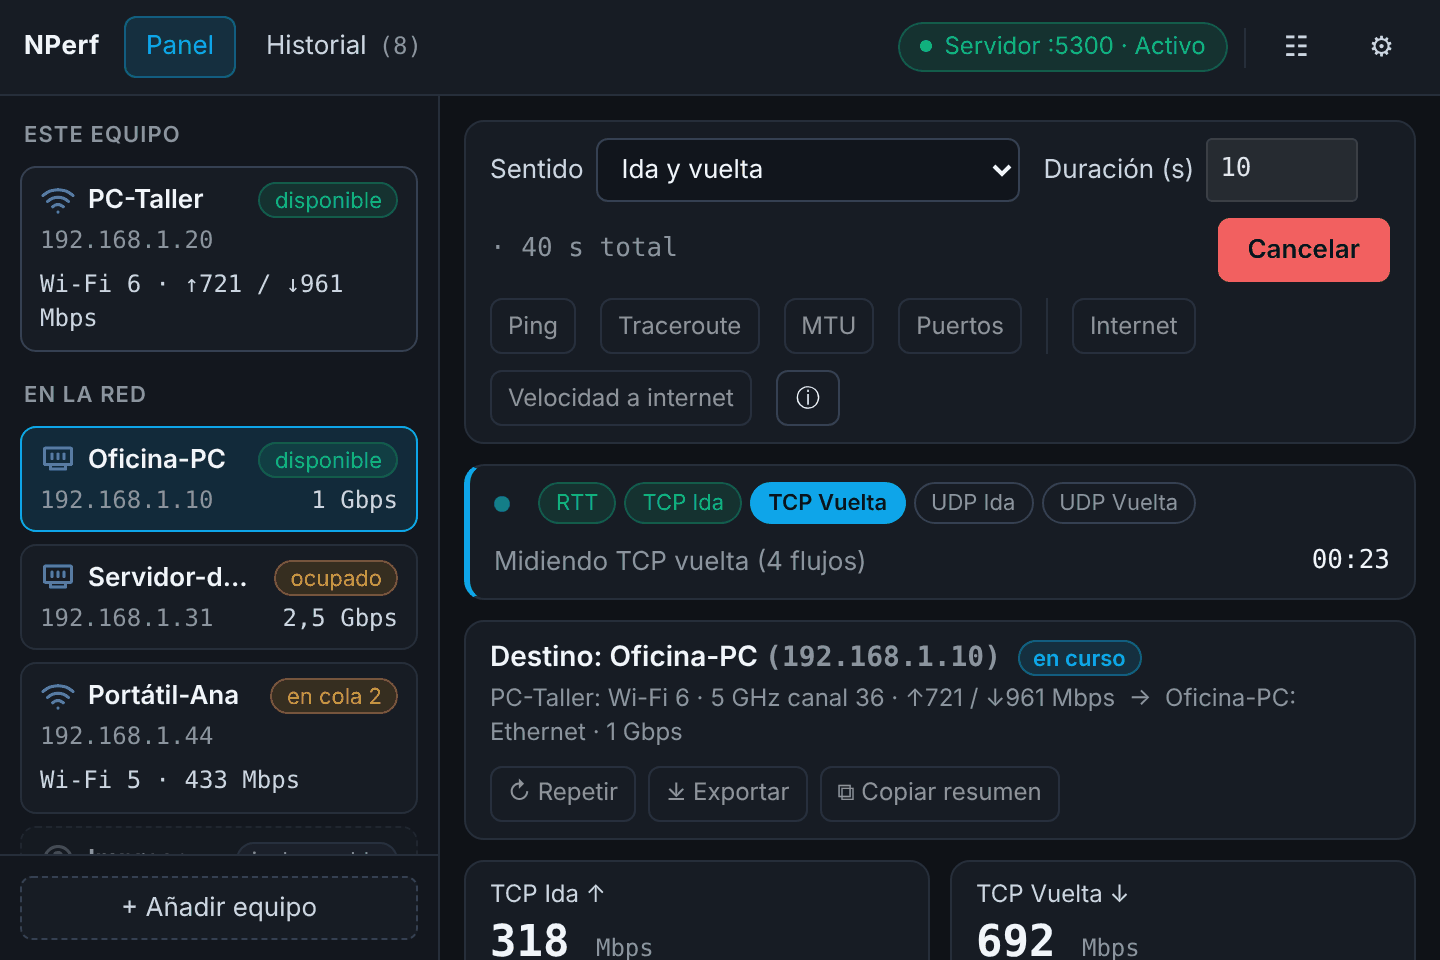 NPerf Panel Historial (8) Servidor :5300 · Activo
ESTE EQUIPO
PC-Taller disponible
192.168.1.20
Wi-Fi 6 · ↑721 / ↓961
Mbps
EN LA RED
Oficina-PC disponible
192.168.1.10 1 Gbps
Servidor-d… ocupado
192.168.1.31 2,5 Gbps
Portátil-Ana en cola 2
192.168.1.44
Wi-Fi 5 · 433 Mbps
+ Añadir equipo
Sentido Ida y vuelta Duración (s) 10
· 40 s total Cancelar
Ping Traceroute MTU Puertos Internet
Velocidad a internet ⓘ
RTT TCP Ida TCP Vuelta UDP Ida UDP Vuelta
Midiendo TCP vuelta (4 flujos) 00:23
Destino: Oficina-PC (192.168.1.10) en curso
PC-Taller: Wi-Fi 6 · 5 GHz canal 36 · ↑721 / ↓961 Mbps → Oficina-PC:
Ethernet · 1 Gbps
Repetir Exportar Copiar resumen
TCP Ida ↑ TCP Vuelta ↓
318 Mbps 692 Mbps